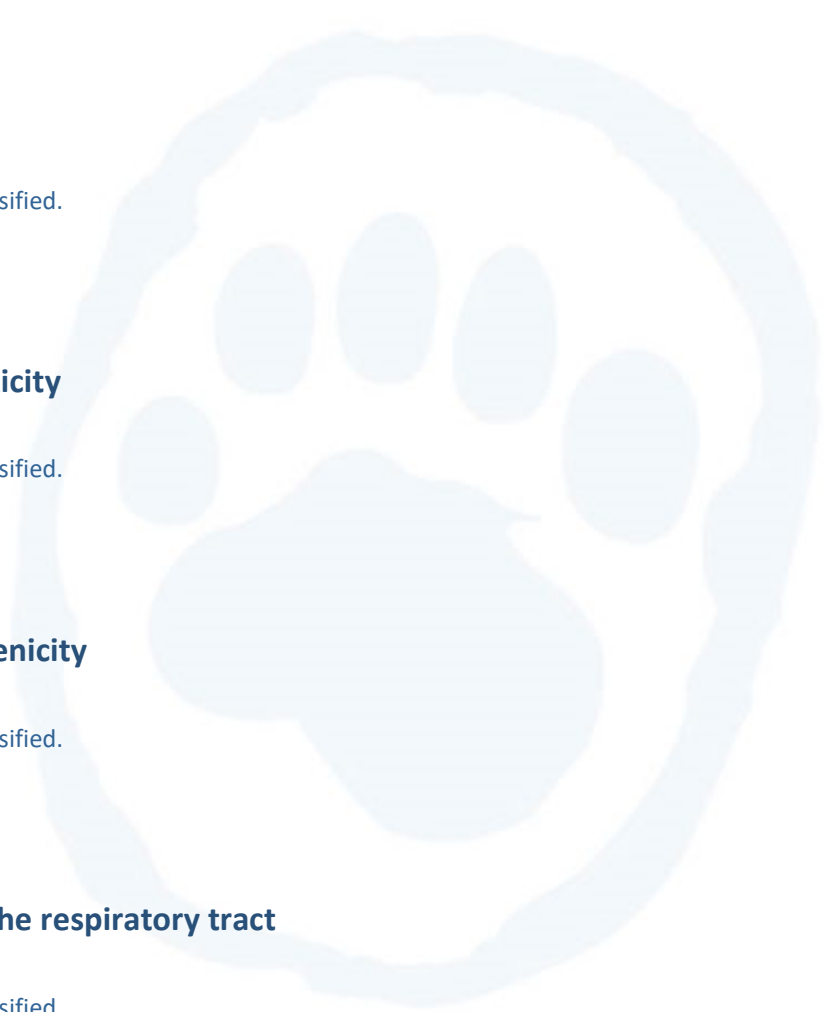 sified.
icity
sified.
enicity
sified.
he respiratory tract
sified.